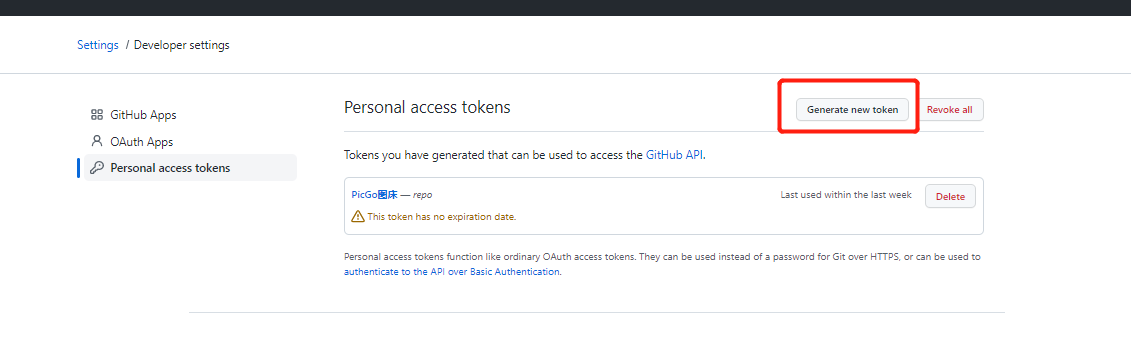 Settings / Developer settings
GitHub Apps
OAuth Apps
Personal access tokens
Personal access tokens
Generate new token
Revoke all
Tokens you have generated that can be used to access the GitHub API.
PicGo图床 — repo
Last used within the last week
Delete
This token has no expiration date.
Personal access tokens function like ordinary OAuth access tokens. They can be used instead of a password for Git over HTTPS, or can be used to
authenticate to the API over Basic Authentication.